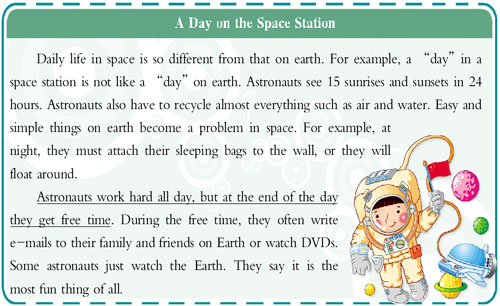 A Day on the Space Station
Daily life in space is so different from that on earth. For example, a “day” in a
space station is not like a “day” on earth. Astronauts see 15 sunrises and sunsets in 24
hours. Astronauts also have to recycle almost everything such as air and water. Easy and
simple things on earth become a problem in space. For example, at
night, they must attach their sleeping bags to the wall, or they will
float around.
Astronauts work hard all day, but at the end of the day
they get free time. During the free time, they often write
e-mails to their family and friends on Earth or watch DVDs.
Some astronauts just watch the Earth. They say it is the
most fun thing of all.